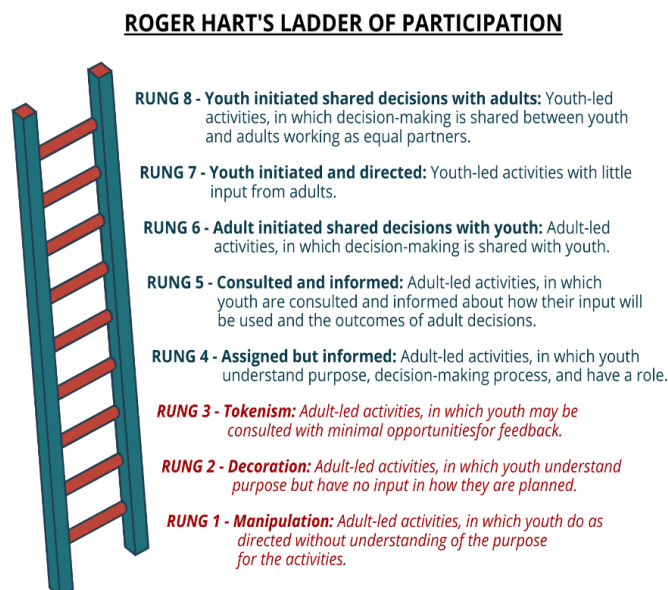 ROGER HART'S LADDER OF PARTICIPATION
RUNG 8 - Youth initiated shared decisions with adults: Youth-led
activities, in which decision-making is shared between youth
and adults working as equal partners.
RUNG 7 - Youth initiated and directed: Youth-led activities with little
input from adults.
RUNG 6 - Adult initiated shared decisions with youth: Adult-led
activities, in which decision-making is shared with youth.
RUNG 5 - Consulted and informed: Adult-led activities, in which
youth are consulted and informed about how their input will
be used and the outcomes of adult decisions.
RUNG 4 - Assigned but informed: Adult-led activities, in which youth
understand purpose, decision-making process, and have a role.
RUNG 3 - Tokenism: Adult-led activities, in which youth may be
consulted with minimal opportunitiesfor feedback.
RUNG 2 - Decoration: Adult-led activities, in which youth understand
purpose but have no input in how they are planned.
RUNG 1 - Manipulation: Adult-led activities, in which youth do as
directed without understanding of the purpose
for the activities.